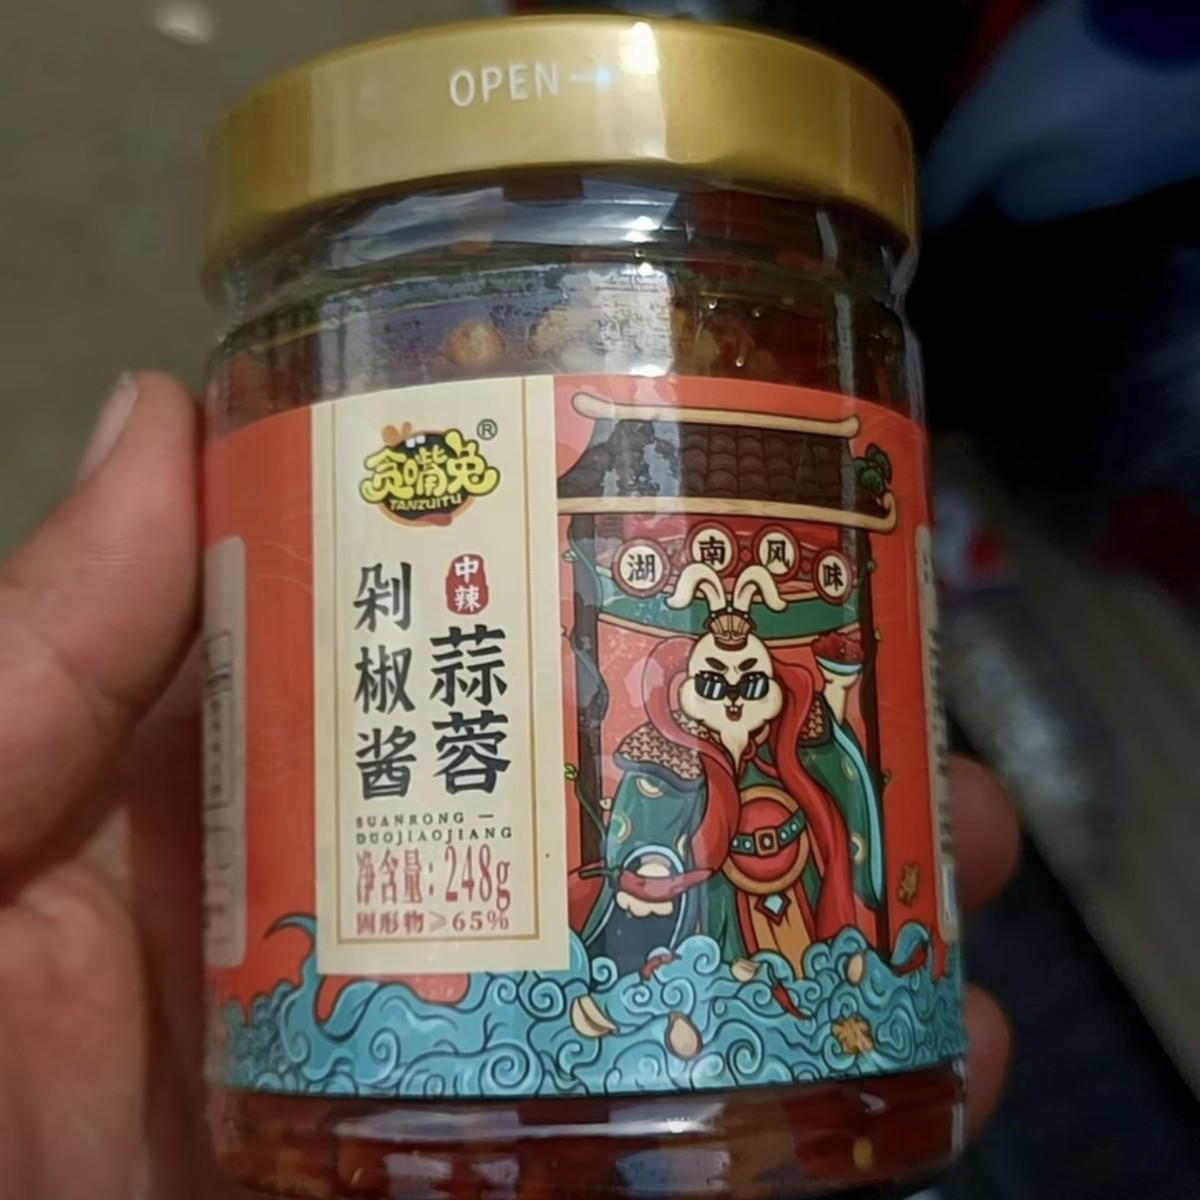 OPEN→
贪嘴兔®
TANZUITU
中辣
蒜蓉
剁椒酱
SUANRONG —
DUOJIAOJIANG
净含量:248g
固形物≥65%
湖南风味